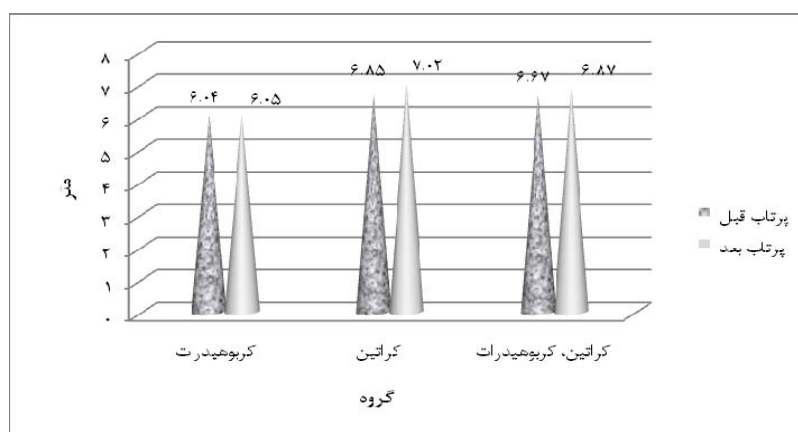 ۸
۷
۶
۵
۴
۳
۲
۱
۰
متر
۶.۰۴
۶.۰۵
۶.۸۵
۷.۰۲
۶.۶۷
۶.۸۷
کربوهیدرت
کراتین
کراتین، کربوهیدرات
گروه
پرتاب قبل
پرتاب بعد